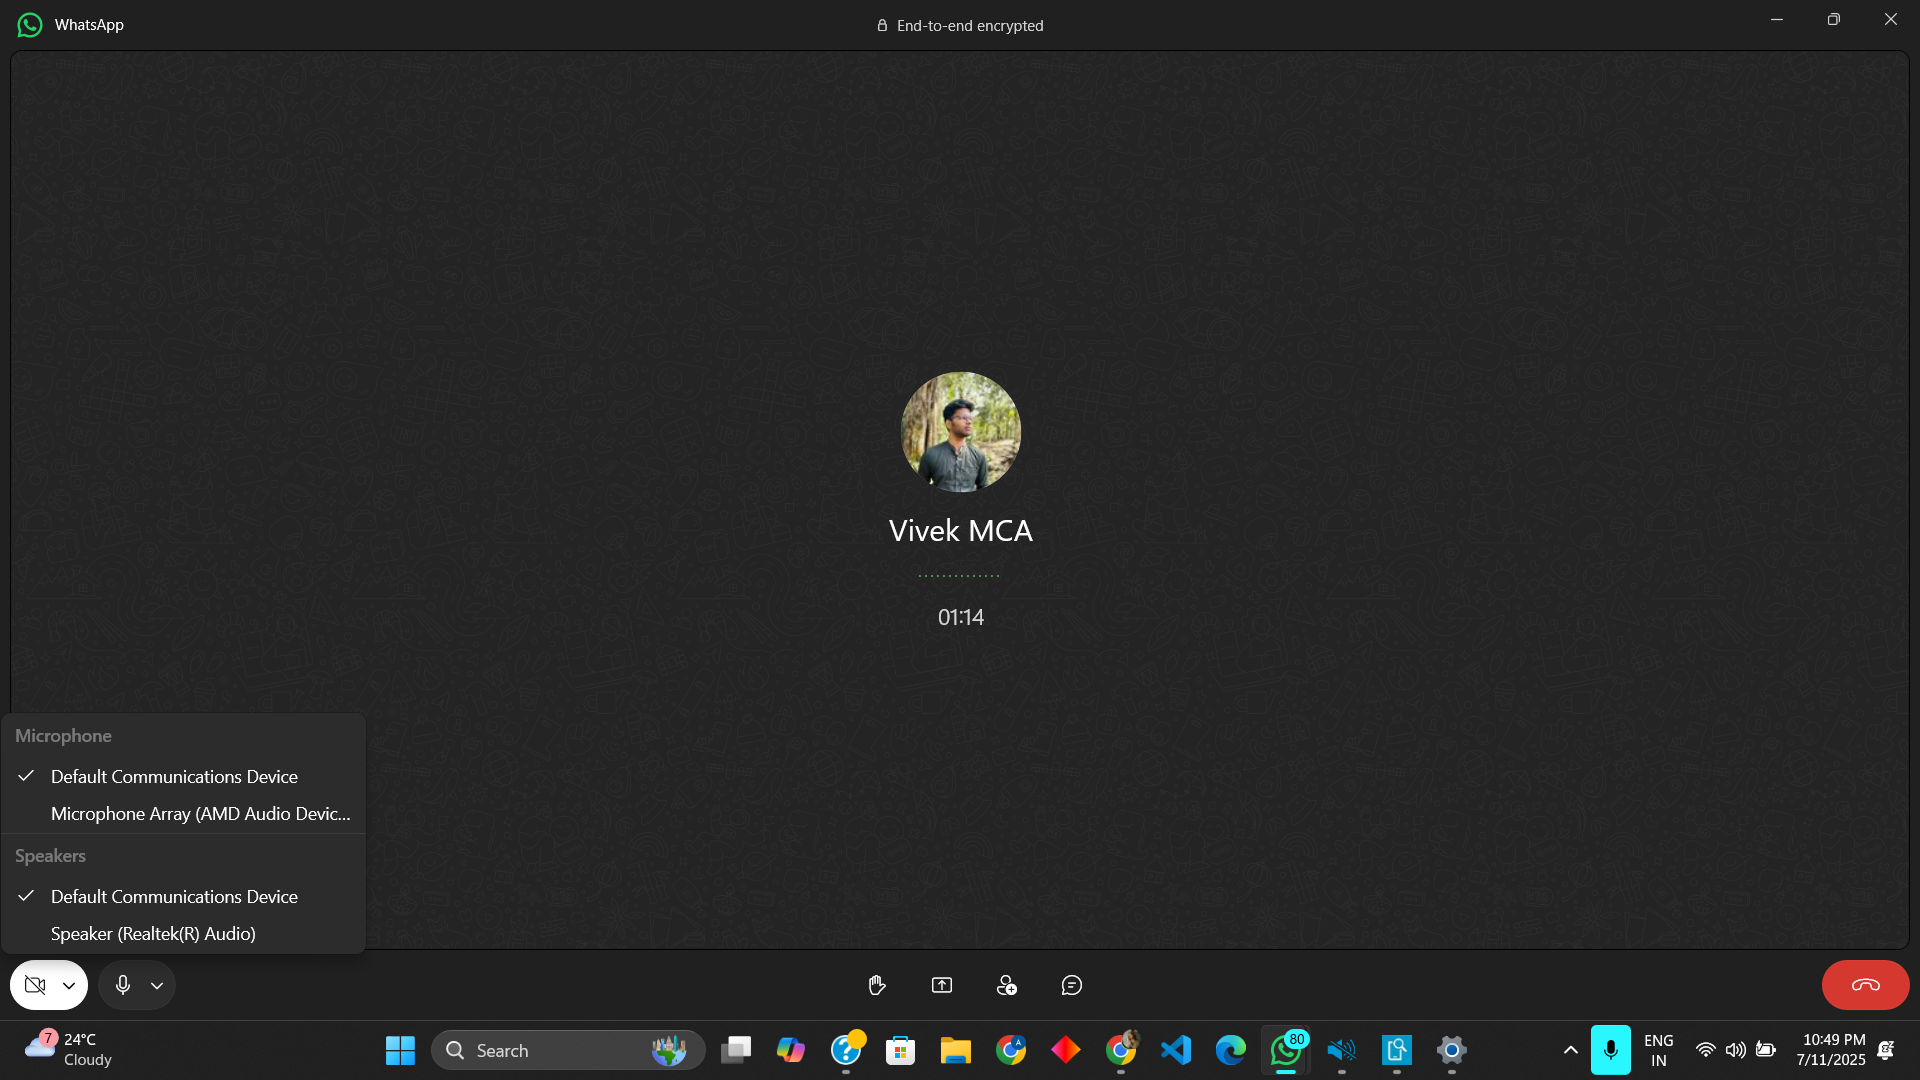 WhatsApp
End-to-end encrypted
Vivek MCA
01:14
Microphone
Default Communications Device
Microphone Array (AMD Audio Devic...
Speakers
Default Communications Device
Speaker (Realtek(R) Audio)
7
24°C
Cloudy
Search
A
80
ENG
IN
10:49 PM
7/11/2025